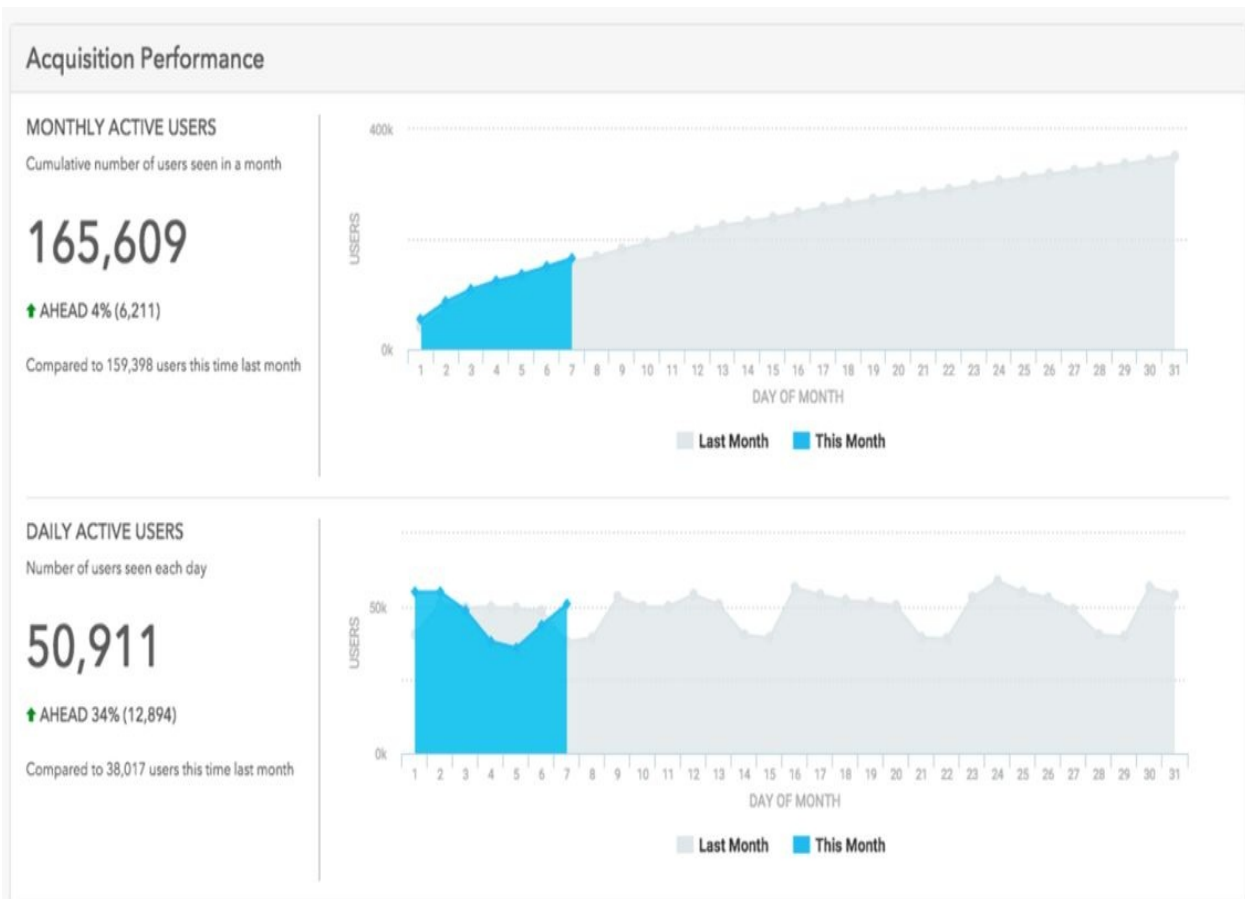 Acquisition Performance
MONTHLY ACTIVE USERS
Cumulative number of users seen in a month
165,609
AHEAD 4% (6,211)
Compared to 159,398 users this time last month
400k
USERS
0k
1 2 3 4 5 6 7 8 9 10 11 12 13 14 15 16 17 18 19 20 21 22 23 24 25 26 27 28 29 30 31
DAY OF MONTH
Last Month This Month
DAILY ACTIVE USERS
Number of users seen each day
50,911
AHEAD 34% (12,894)
Compared to 38,017 users this time last month
50k
USERS
0k
1 2 3 4 5 6 7 8 9 10 11 12 13 14 15 16 17 18 19 20 21 22 23 24 25 26 27 28 29 30 31
DAY OF MONTH
Last Month This Month